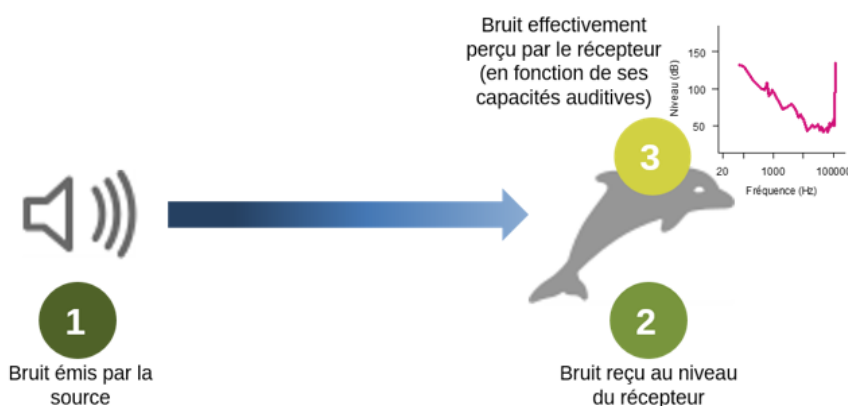 Bruit effectivement
perçu par le récepteur
(en fonction de ses
capacités auditives)
Niveau (dB)
150
100
50
20
1000
100000
Fréquence (Hz)
3
1
Bruit émis par la
source
2
Bruit reçu au niveau
du récepteur